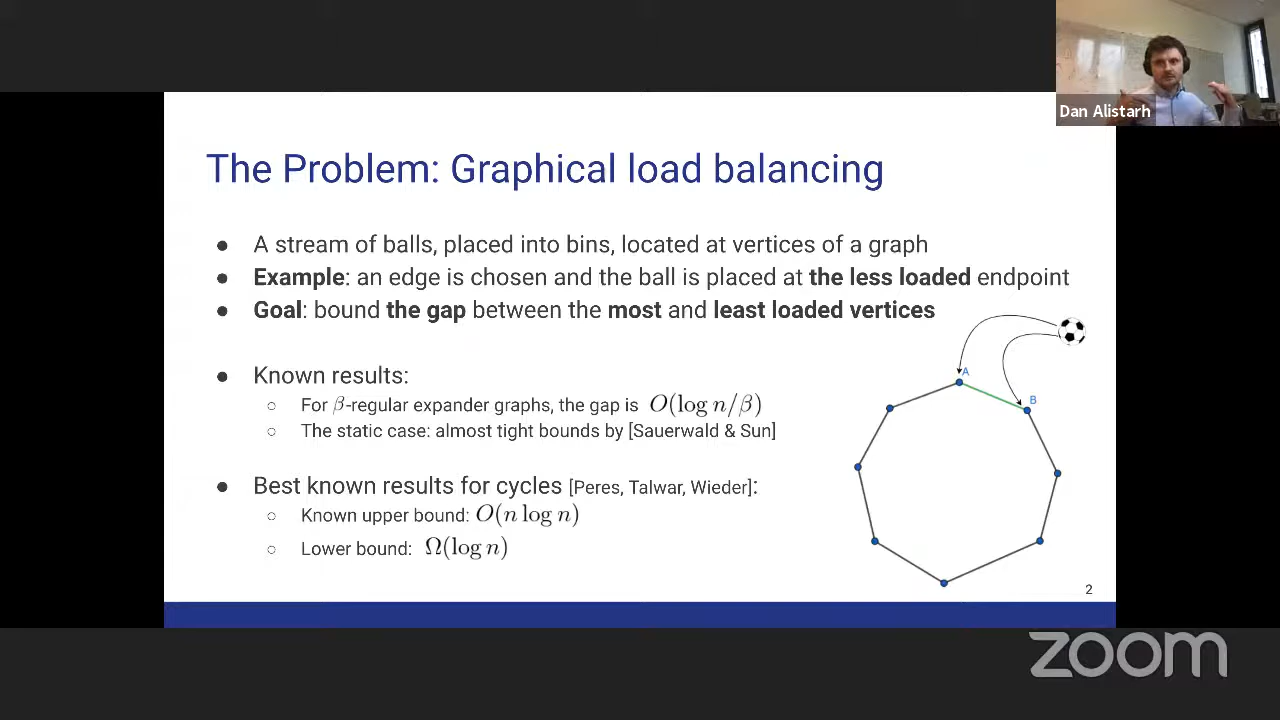 Dan Alistarh
The Problem: Graphical load balancing
● A stream of balls, placed into bins, located at vertices of a graph
● Example: an edge is chosen and the ball is placed at the less loaded endpoint
● Goal: bound the gap between the most and least loaded vertices
● Known results:
○ For β-regular expander graphs, the gap is O(log n/β)
○ The static case: almost tight bounds by [Sauerwald & Sun]
● Best known results for cycles [Peres, Talwar, Wieder]:
○ Known upper bound: O(n log n)
○ Lower bound: Ω(log n)
A
B
2
zoom